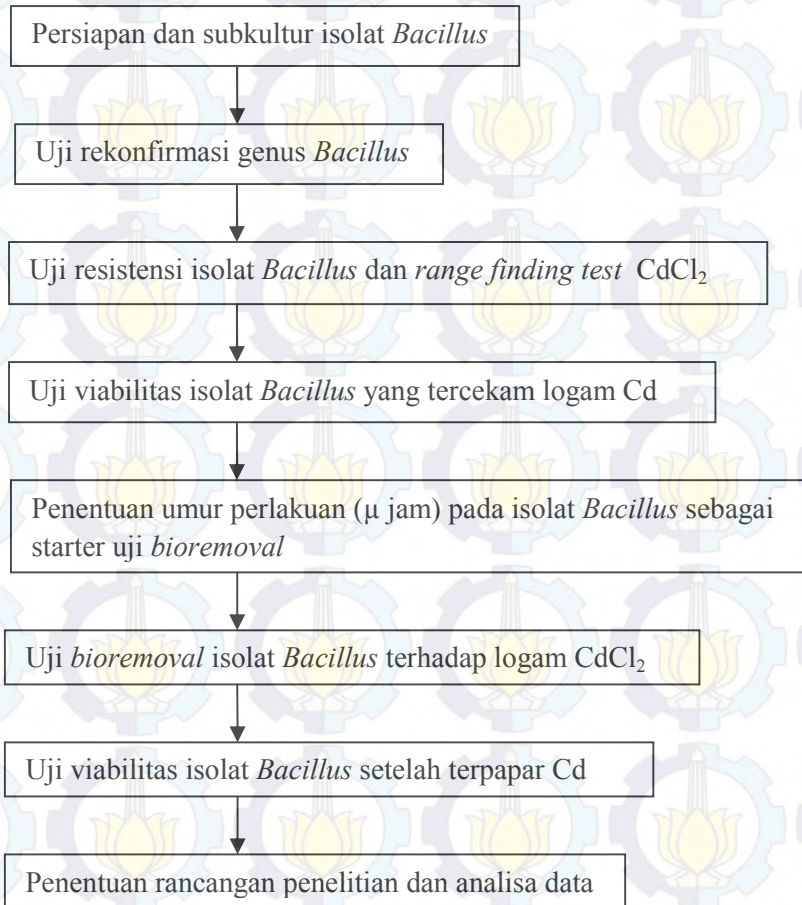 Persiapan dan subkultur isolat Bacillus
Uji rekonfirmasi genus Bacillus
Uji resistensi isolat Bacillus dan range finding test CdCl₂
Uji viabilitas isolat Bacillus yang tercekam logam Cd
Penentuan umur perlakuan (µ jam) pada isolat Bacillus sebagai
starter uji bioremoval
Uji bioremoval isolat Bacillus terhadap logam CdCl₂
Uji viabilitas isolat Bacillus setelah terpapar Cd
Penentuan rancangan penelitian dan analisa data